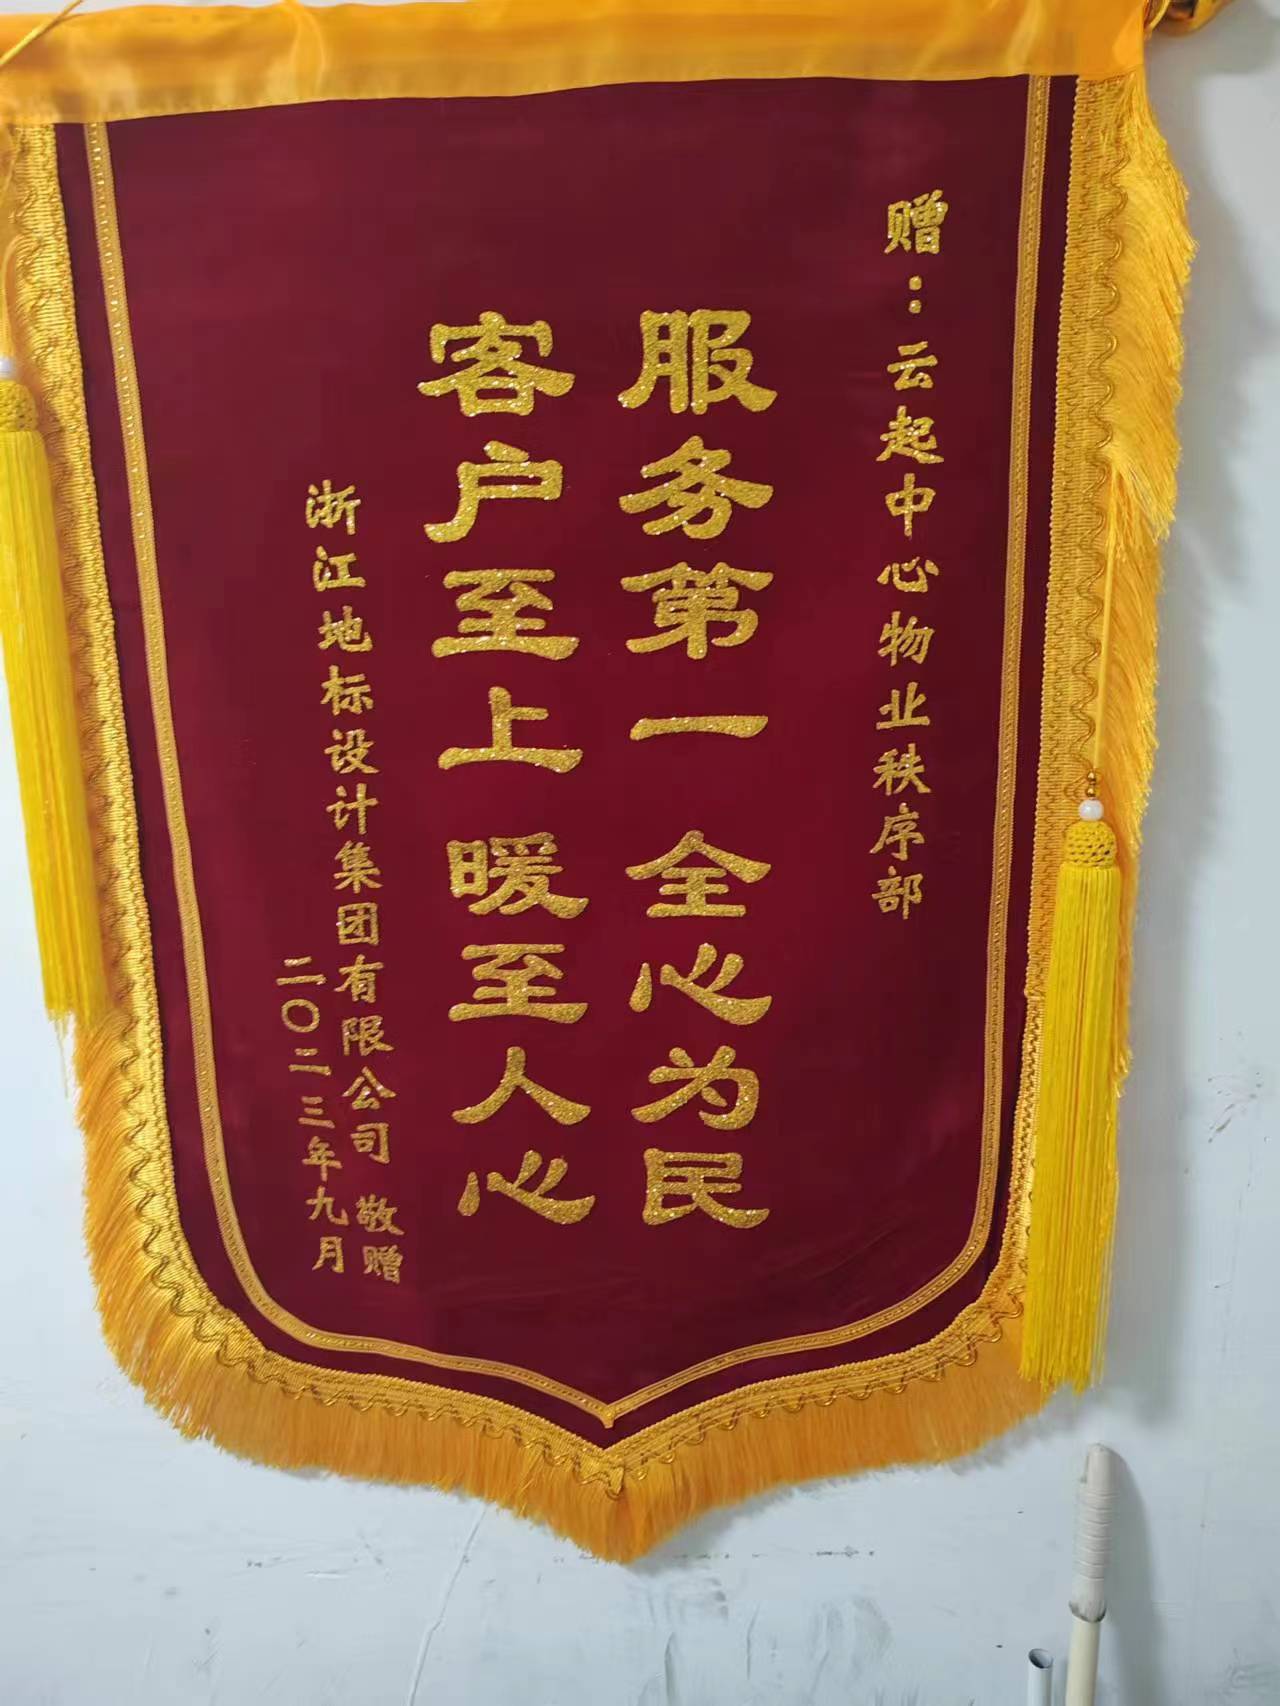 赠：云起中心物业秩序部
服务第一 全心为民
客户至上 暖至人心
浙江地标设计集团有限公司 敬赠
二〇二三年九月